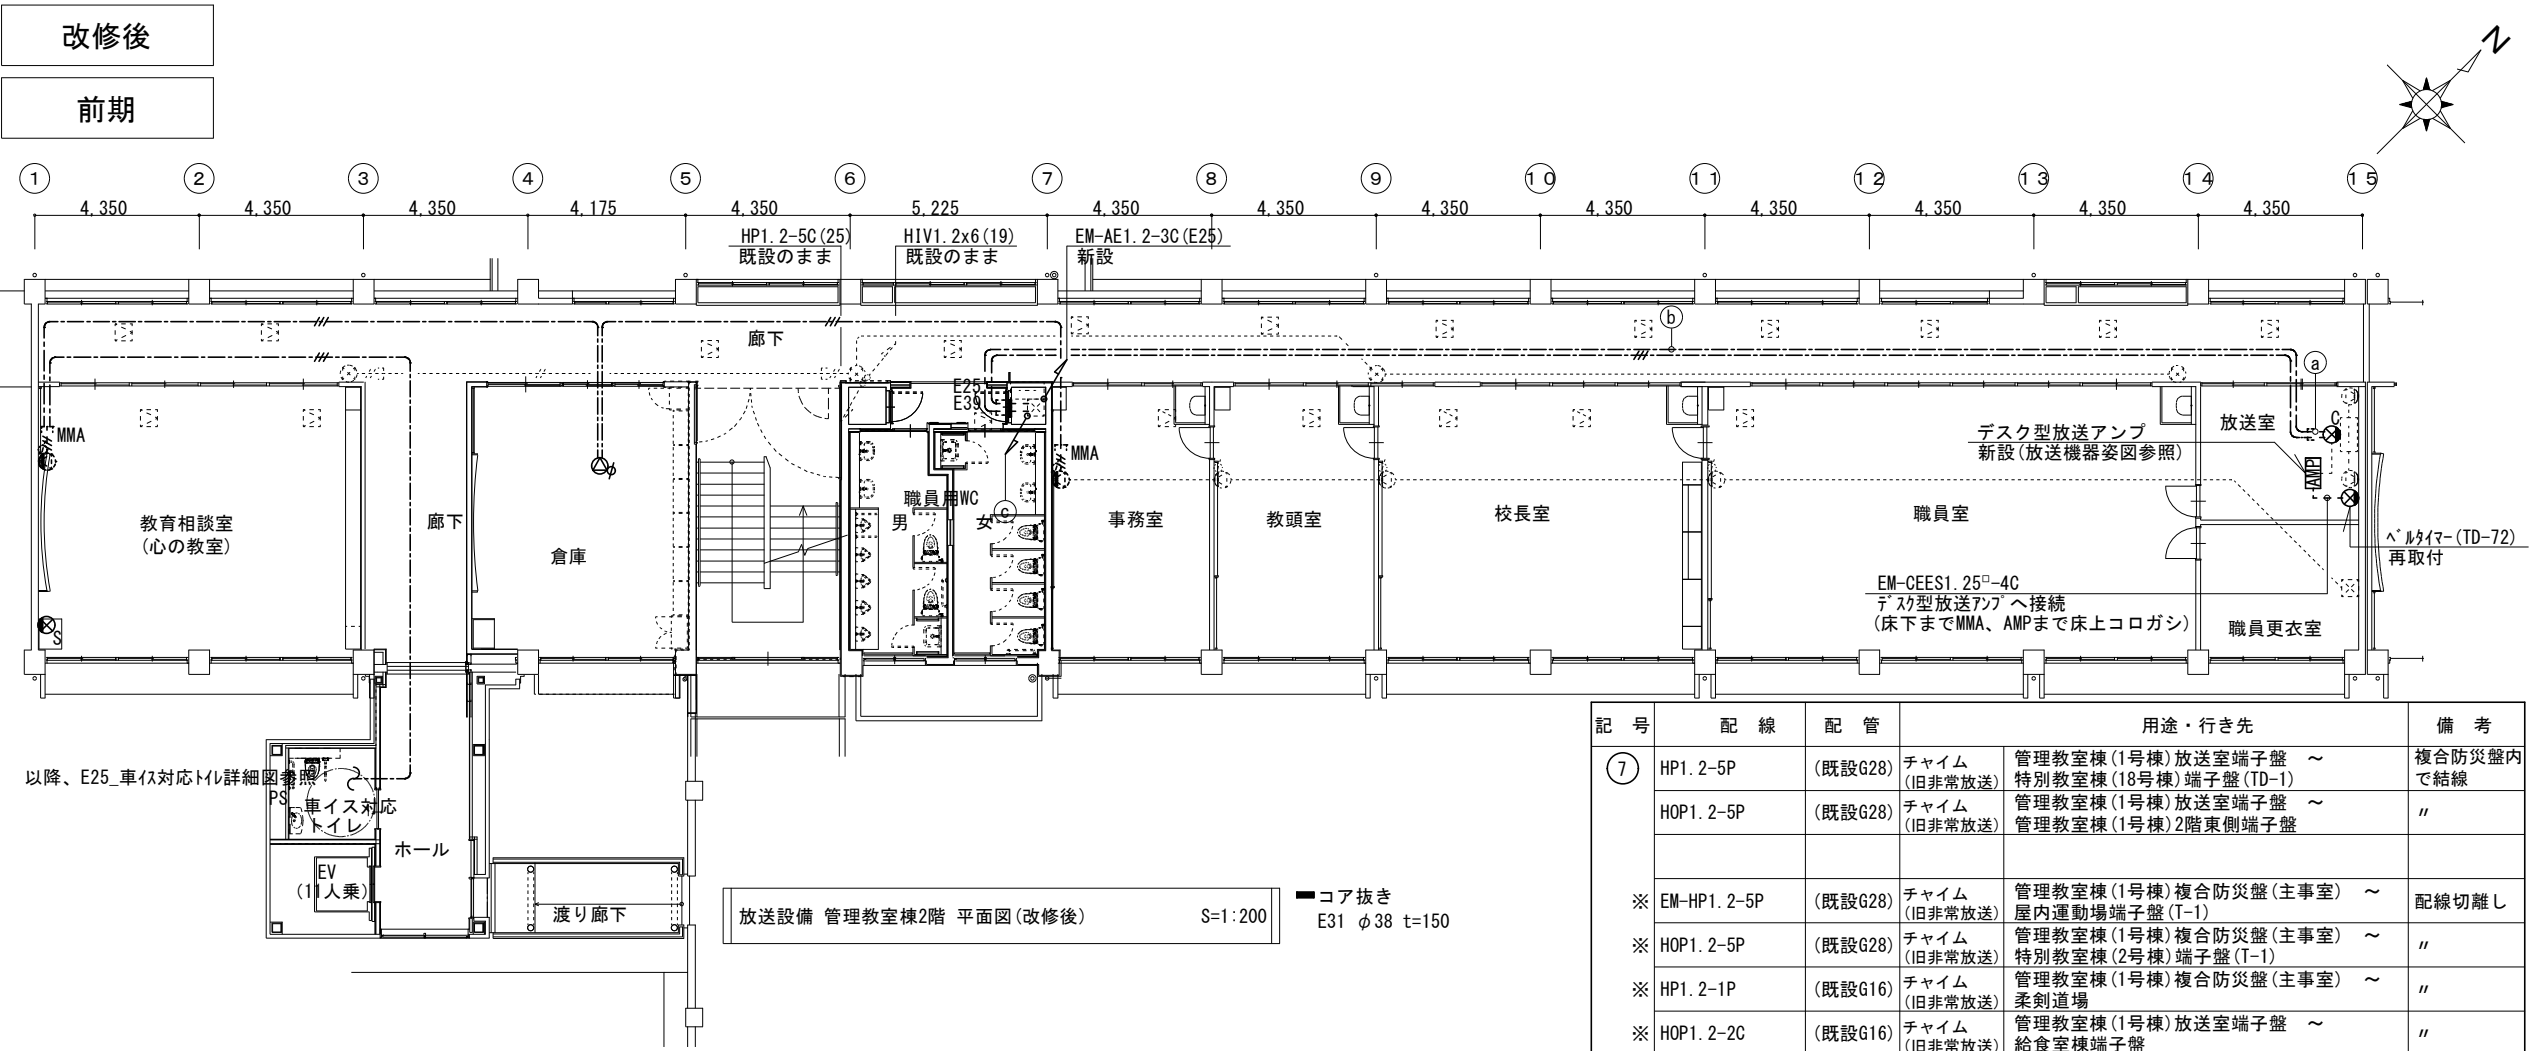 改修後
前期
N
1 2 3 4 5 6 7 8 9 10 11 12 13 14 15
4,350 4,350 4,350 4,175 4,350 5,225 4,350 4,350 4,350 4,350 4,350 4,350 4,350 4,350
HP1.2-5C(25)
既設のまま
HIV1.2x6(19)
既設のまま
EM-AE1.2-3C(E25)
新設
廊下
b
a
E25
E39
MMA
MMA
C
放送室
デスク型放送アンプ
新設(放送機器姿図参照)
AMP
教育相談室
(心の教室)
廊下
倉庫
職員用WC
男
女
c
事務室
教頭室
校長室
職員室
ベルタイマー(TD-72)
再取付
EM-CEES1.25□-4C
デスク型放送アンプへ接続
(床下までMMA、AMPまで床上コロガシ)
職員更衣室
S
以降、E25_車イス対応トイレ詳細図参照
PS
車イス対応
トイレ
ホール
EV
(11人乗)
渡り廊下
放送設備 管理教室棟2階 平面図(改修後) S=1:200
コア抜き
E31 φ38 t=150
記 号 配 線 配 管 用途・行き先 備 考
7 HP1.2-5P (既設G28) チャイム (旧非常放送) 管理教室棟(1号棟)放送室端子盤 ～ 特別教室棟(18号棟)端子盤(TD-1) 複合防災盤内で結線
HOP1.2-5P (既設G28) チャイム (旧非常放送) 管理教室棟(1号棟)放送室端子盤 ～ 管理教室棟(1号棟)2階東側端子盤 〃
※ EM-HP1.2-5P (既設G28) チャイム (旧非常放送) 管理教室棟(1号棟)複合防災盤(主事室) ～ 屋内運動場端子盤(T-1) 配線切離し
※ HOP1.2-5P (既設G28) チャイム (旧非常放送) 管理教室棟(1号棟)複合防災盤(主事室) ～ 特別教室棟(2号棟)端子盤(T-1) 〃
※ HP1.2-1P (既設G16) チャイム (旧非常放送) 管理教室棟(1号棟)複合防災盤(主事室) ～ 柔剣道場 〃
※ HOP1.2-2C (既設G16) チャイム (旧非常放送) 管理教室棟(1号棟)放送室端子盤 ～ 給食室棟端子盤 〃